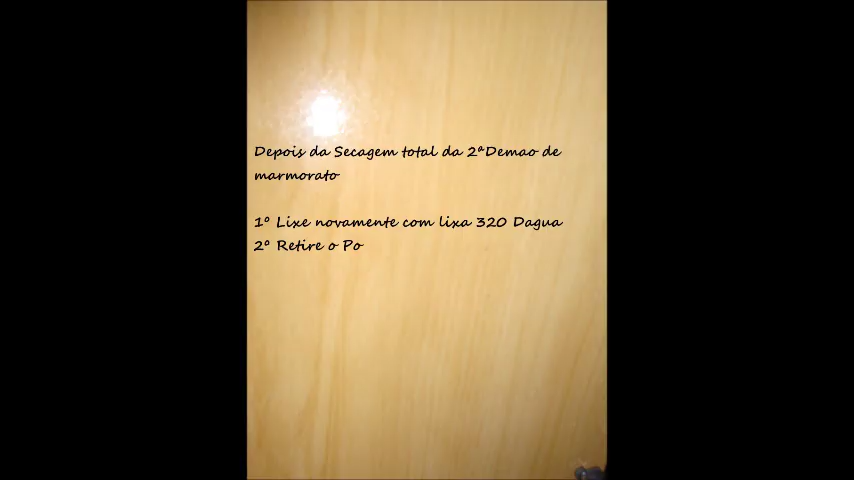 Depois da Secagem total da 2ªDemao de
marmorato
1º Lixe novamente com lixa 320 Dagua
2º Retire o Po